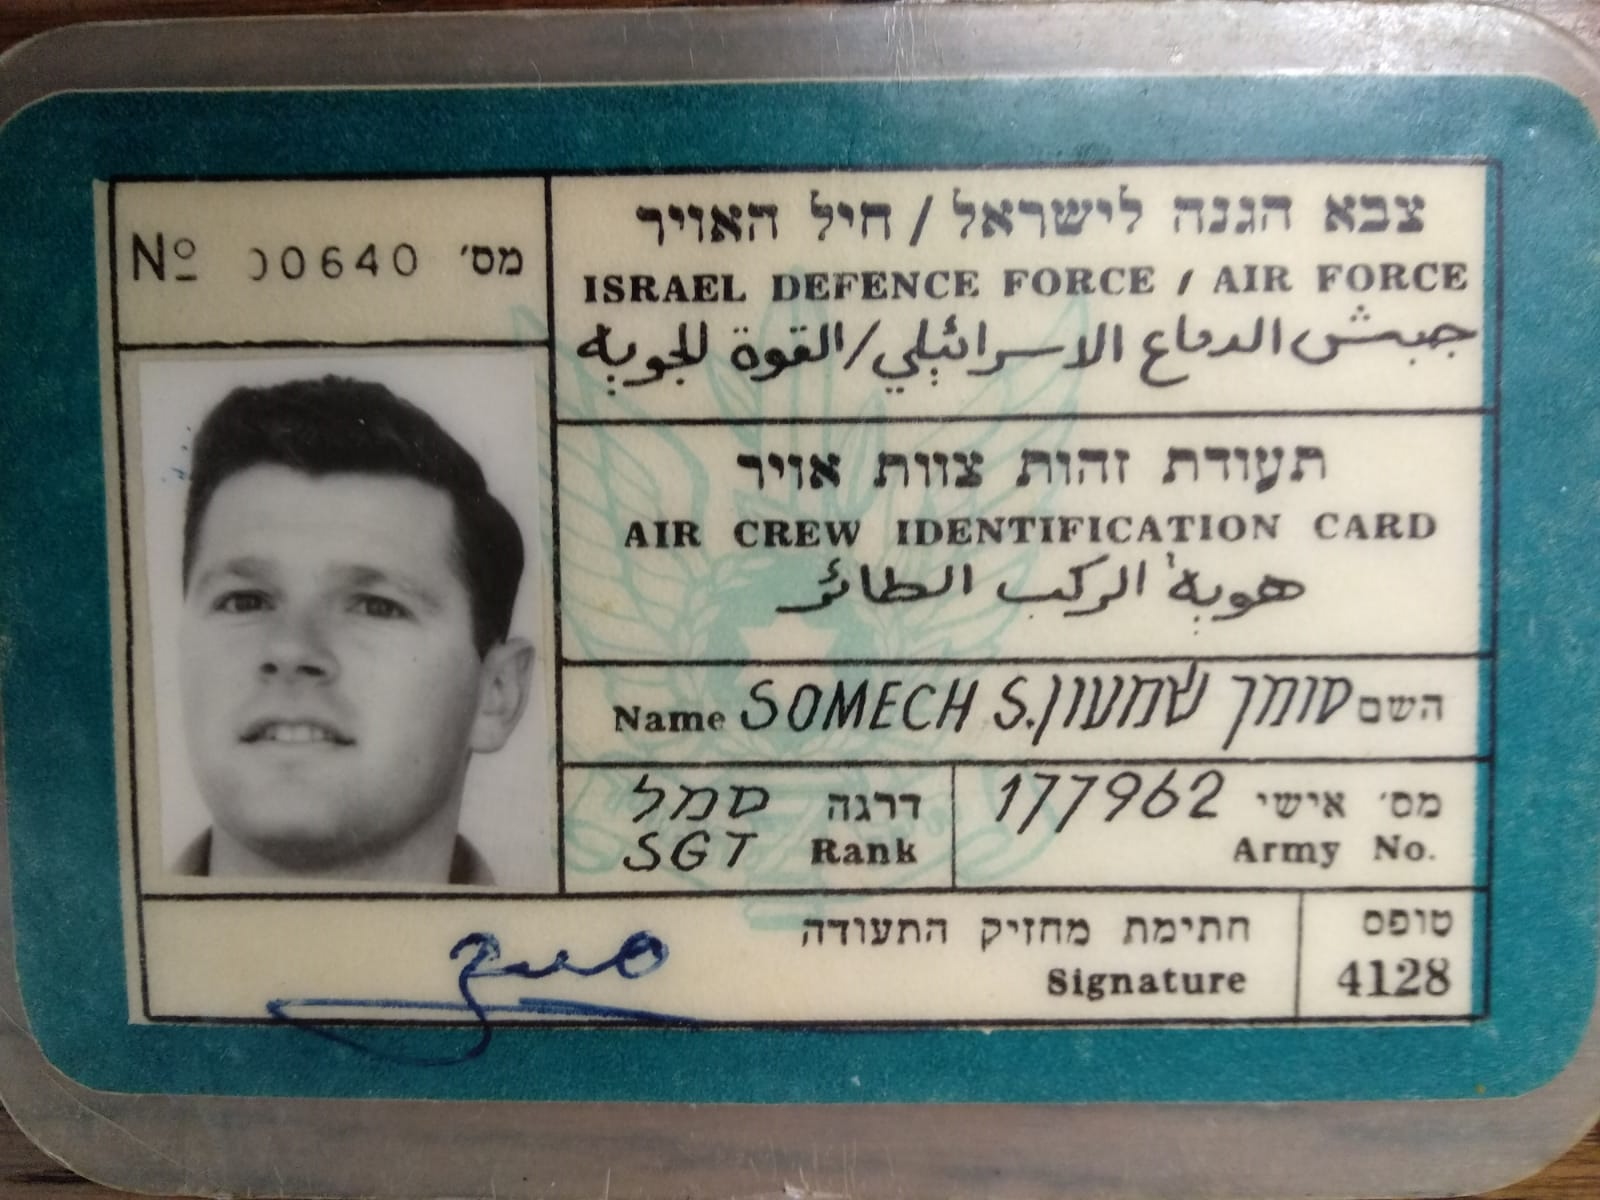 No 00640 מס׳
צבא הגנה לישראל / חיל האויר
ISRAEL DEFENCE FORCE / AIR FORCE
جيش الدفاع الاسرائيلي/القوة الجوية
תעודת זהות צוות אויר
AIR CREW IDENTIFICATION CARD
هوية الركب الطائر
Name SOMECH S. סומך שמעון השם
מס׳ אישי 177962
Army No.
דרגה סמל
SGT Rank
חתימת מחזיק התעודה
Signature
סומך
טופס
4128